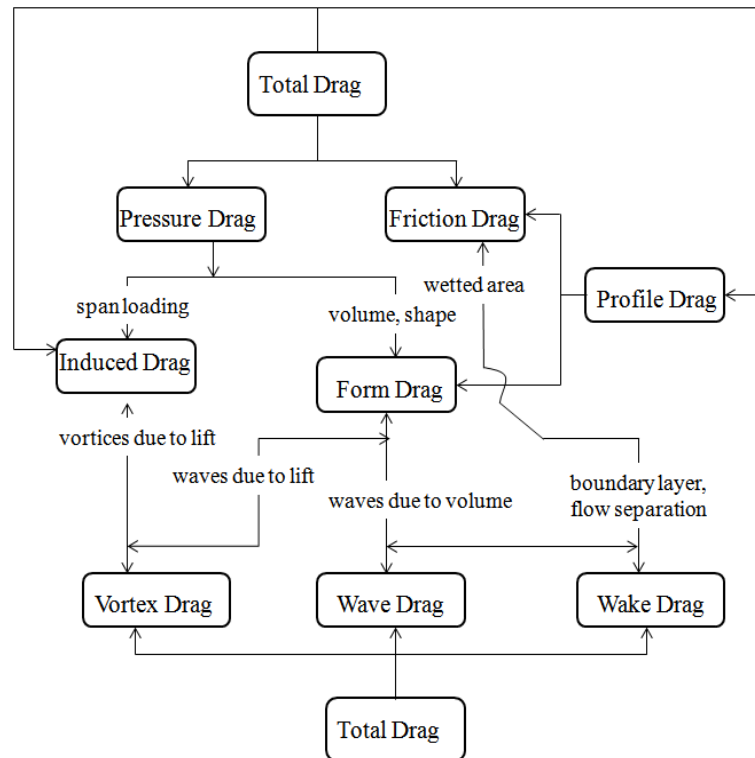 Total Drag
Pressure Drag
Friction Drag
wetted area
Profile Drag
span loading
volume, shape
Induced Drag
Form Drag
vortices due to lift
waves due to lift
boundary layer,
waves due to volume
flow separation
Vortex Drag
Wave Drag
Wake Drag
Total Drag